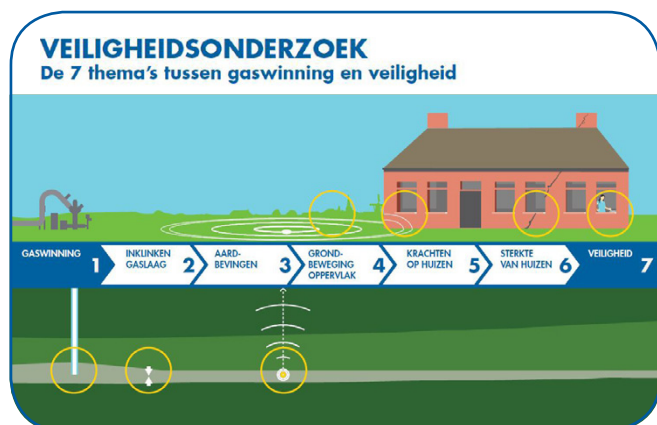 VEILIGHEIDSONDERZOEK
De 7 thema's tussen gaswinning en veiligheid
GASWINNING 1
INKLINKEN
GASLAAG 2
AARD-
BEVINGEN 3
GROND-
BEWEGING
OPPERVLAK 4
KRACHTEN
OP HUIZEN 5
STERKTE
VAN HUIZEN 6
VEILIGHEID 7